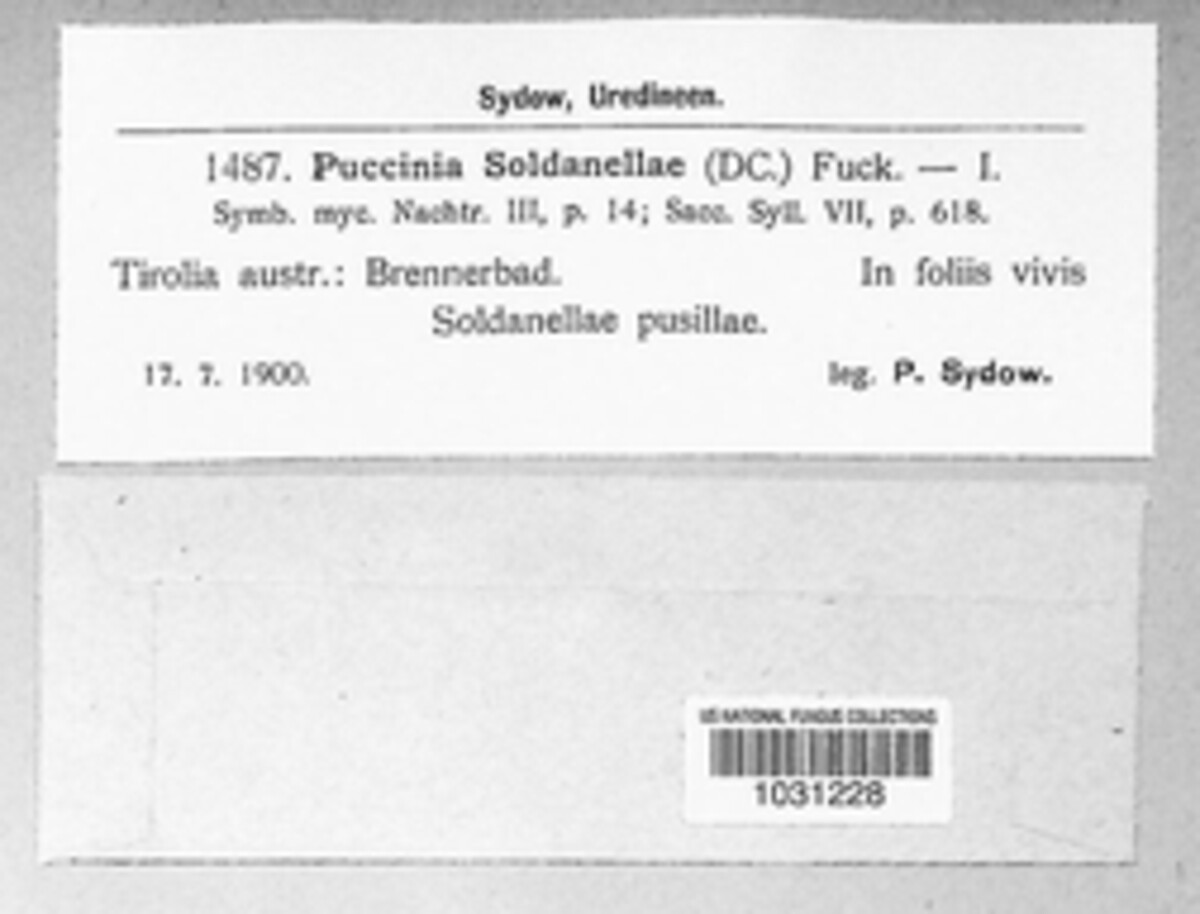 Sydow, Uredineen.
1487. Puccinia Soldanellae (DC.) Fuck. — I.
Symb. myc. Nachtr. III, p. 14; Sacc. Syll. VII, p. 618.
Tirolia austr.: Brennerbad. In foliis vivis
Soldanellae pusillae.
17. 7. 1900. leg. P. Sydow.
US NATIONAL FUNGUS COLLECTIONS
1031228